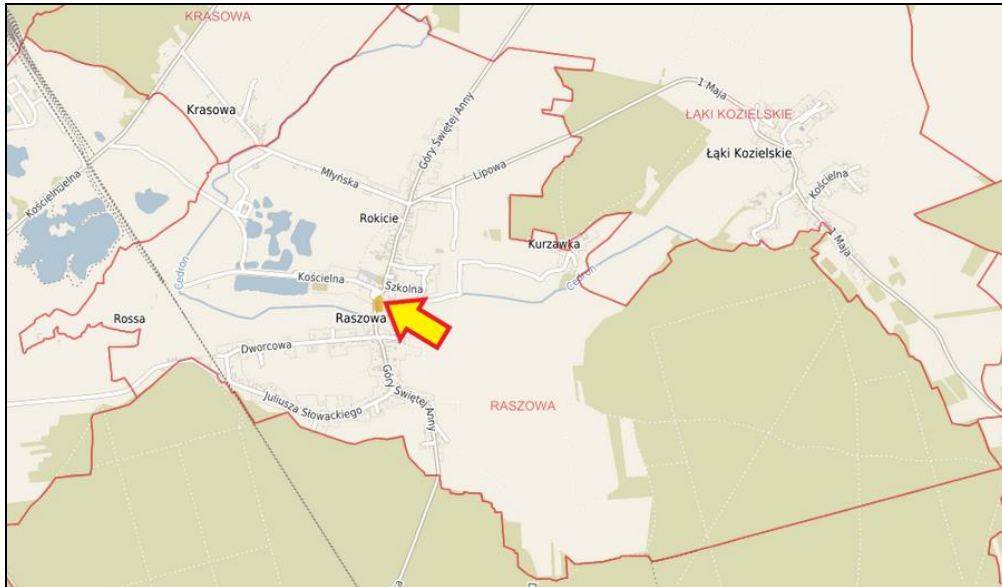 KRASOWA
Krasowa
Góry Świętej Anny
1 Maja
ŁĄKI KOZIELSKIE
Łąki Kozielskie
Młyńska
Lipowa
Kościelna
Rokicie
Kościelna
Kurzawka
Cedron
Kościelna
Szkolna
Cedron
1 Maja
Rossa
Raszowa
Dworcowa
Góry Świętej Anny
Juliusza Słowackiego
RASZOWA